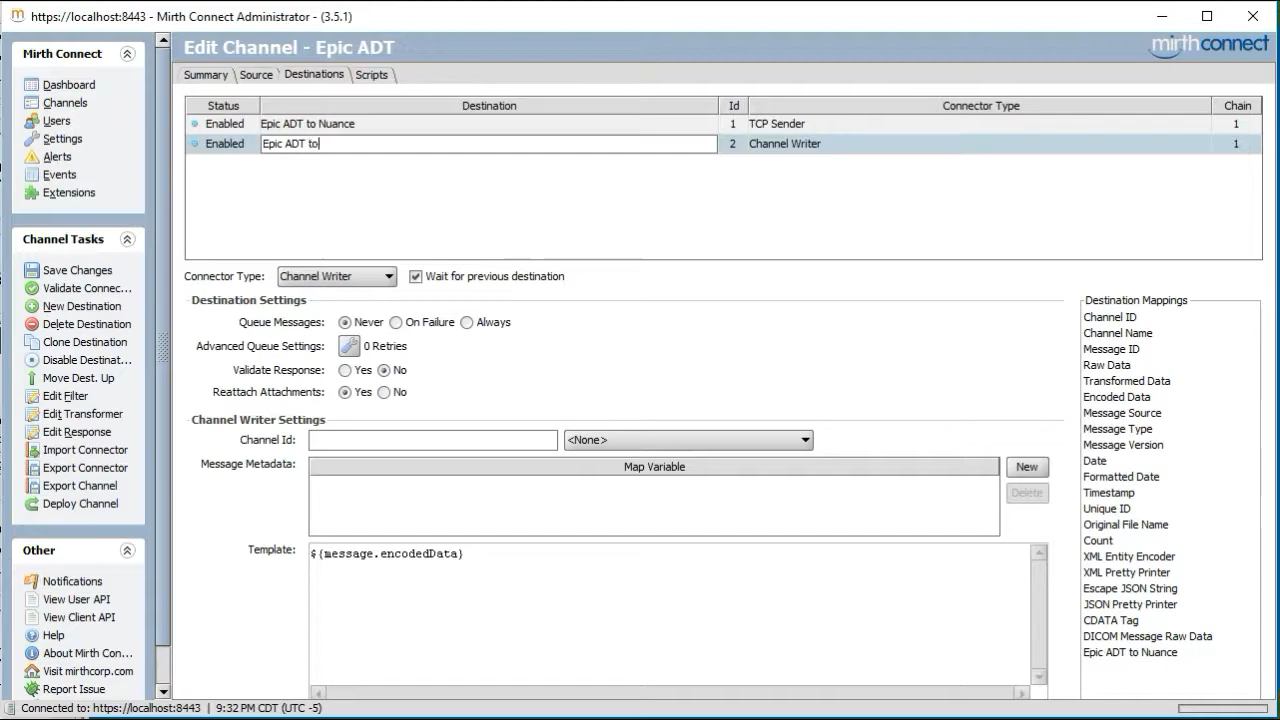 https://localhost:8443 - Mirth Connect Administrator - (3.5.1)
Mirth Connect
Dashboard
Channels
Users
Settings
Alerts
Events
Extensions
Channel Tasks
Save Changes
Validate Connec...
New Destination
Delete Destination
Clone Destination
Disable Destinat...
Move Dest. Up
Edit Filter
Edit Transformer
Edit Response
Import Connector
Export Connector
Export Channel
Deploy Channel
Other
Notifications
View User API
View Client API
Help
About Mirth Con...
Visit mirthcorp.com
Report Issue
Edit Channel - Epic ADT
mirthconnect
Summary Source Destinations Scripts
Status Destination Id Connector Type Chain
Enabled Epic ADT to Nuance 1 TCP Sender 1
Enabled Epic ADT to 2 Channel Writer 1
Connector Type: Channel Writer Wait for previous destination
Destination Settings
Queue Messages: Never On Failure Always
Advanced Queue Settings: 0 Retries
Validate Response: Yes No
Reattach Attachments: Yes No
Channel Writer Settings
Channel Id: <None>
Message Metadata: Map Variable New
Delete
Template: ${message.encodedData}
Destination Mappings
Channel ID
Channel Name
Message ID
Raw Data
Transformed Data
Encoded Data
Message Source
Message Type
Message Version
Date
Formatted Date
Timestamp
Unique ID
Original File Name
Count
XML Entity Encoder
XML Pretty Printer
Escape JSON String
JSON Pretty Printer
CDATA Tag
DICOM Message Raw Data
Epic ADT to Nuance
Connected to: https://localhost:8443 | 9:32 PM CDT (UTC -5)